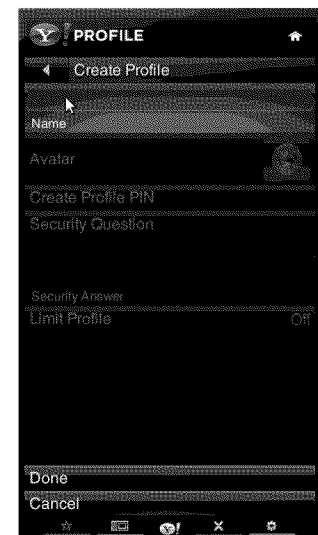 Y! PROFILE
Create Profile
Name
Avatar
Create Profile PIN
Security Question
Security Answer
Limit Profile Off
Done
Cancel
Y!